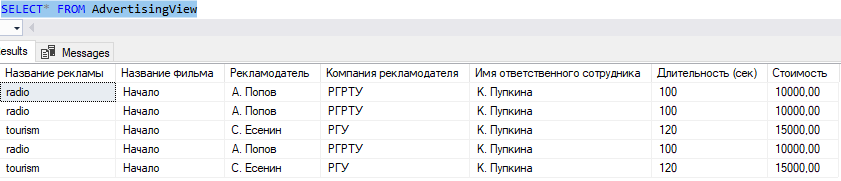 SELECT* FROM AdvertisingView
esults Messages
Название рекламы Название фильма Рекламодатель Компания рекламодателя Имя ответственного сотрудника Длительность (сек) Стоимость
radio Начало А. Попов РГРТУ К. Пупкина 100 10000,00
radio Начало А. Попов РГРТУ К. Пупкина 100 10000,00
tourism Начало С. Есенин РГУ К. Пупкина 120 15000,00
radio Начало А. Попов РГРТУ К. Пупкина 100 10000,00
tourism Начало С. Есенин РГУ К. Пупкина 120 15000,00